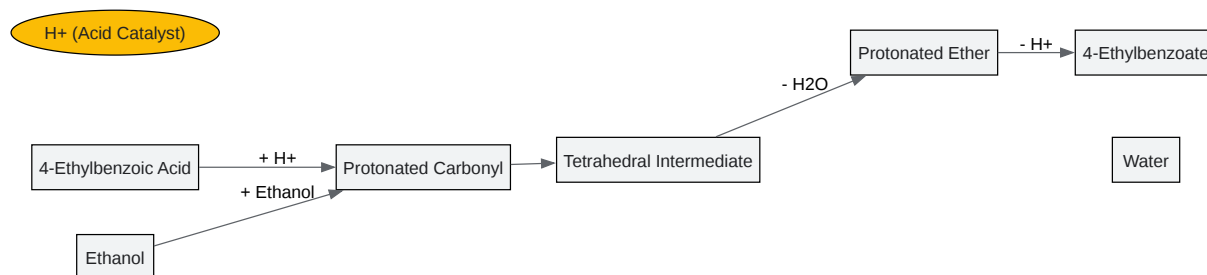 H+ (Acid Catalyst)
Protonated Ether
- H+
4-Ethylbenzoate
- H2O
4-Ethylbenzoic Acid
+ H+
Protonated Carbonyl
Tetrahedral Intermediate
Water
+ Ethanol
Ethanol